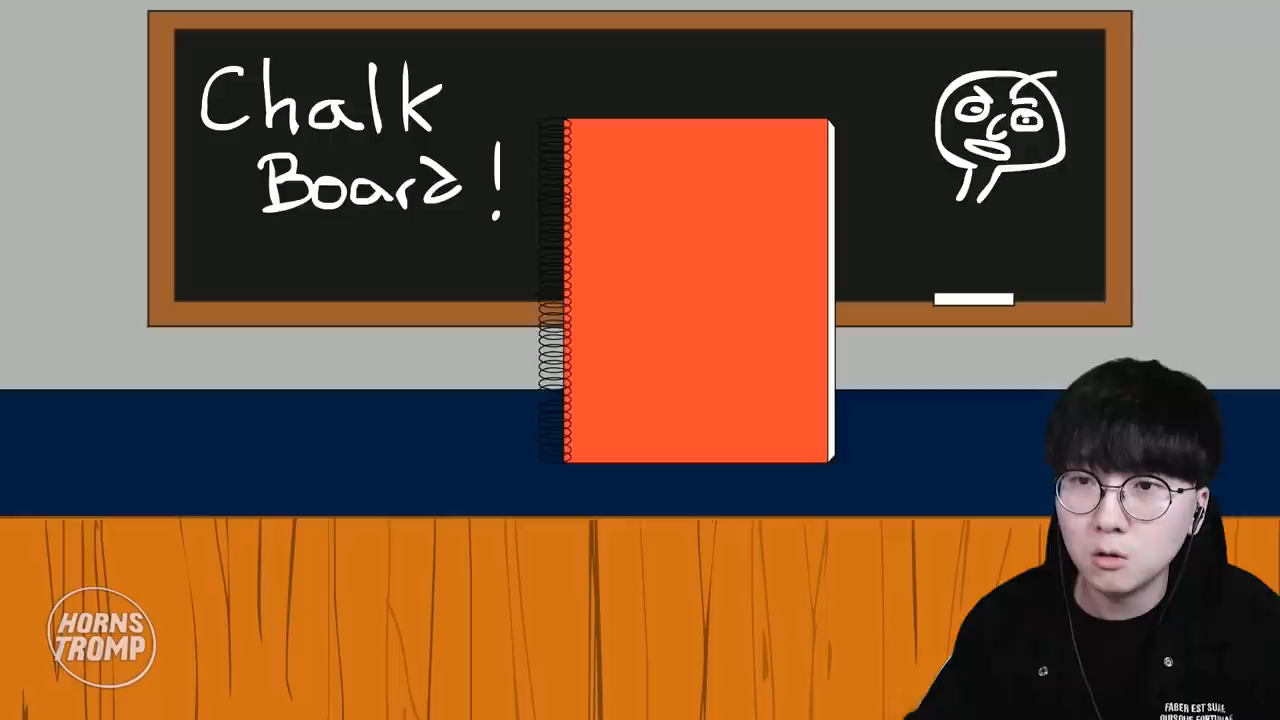 Chalk
Board!
HORNS
TROMP
FABER EST SUAE
QUISQUE FORTUNAE